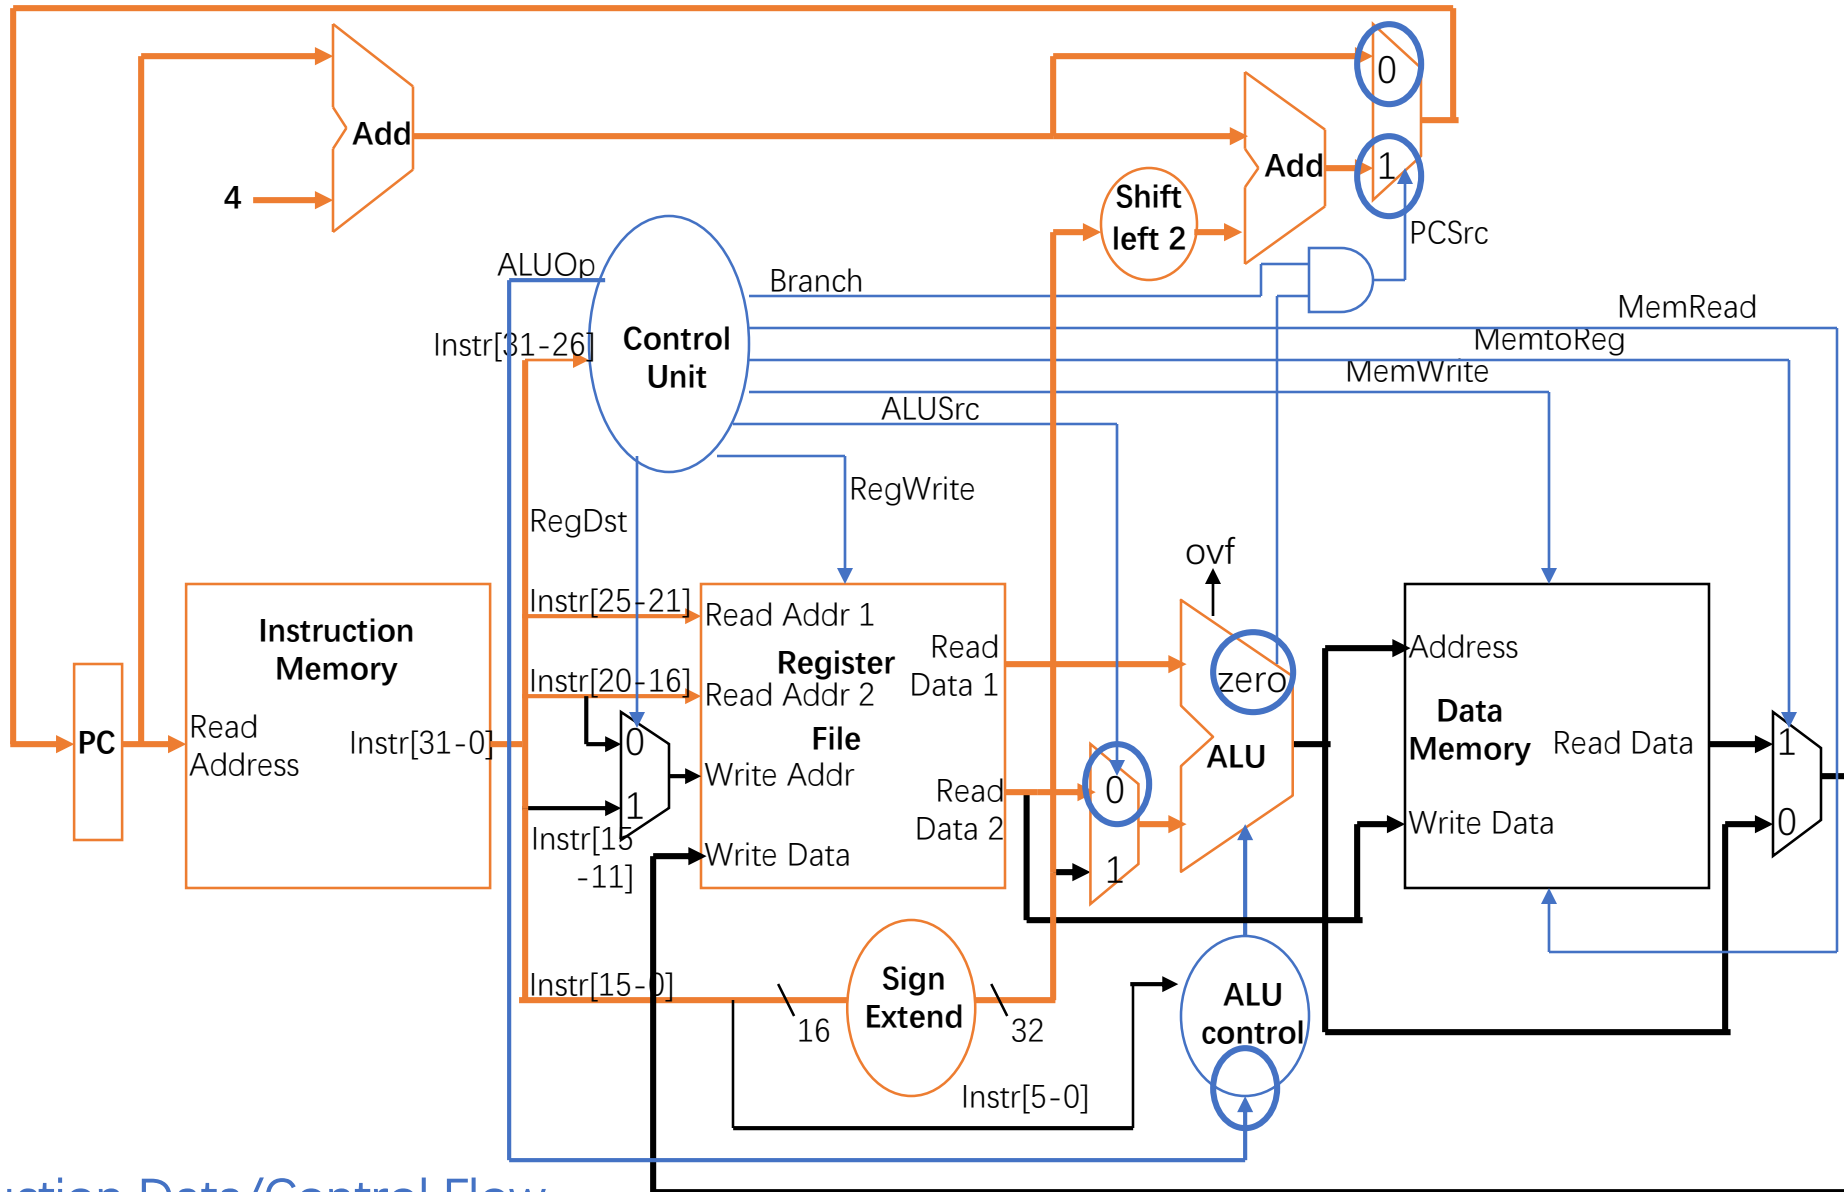 0
Add
1
Add
4
Shift
left 2
PCSrc
ALUOp
Branch
MemRead
MemtoReg
MemWrite
Instr[31-26]
Control
Unit
ALUSrc
RegWrite
RegDst
ovf
Instr[25-21]
Read Addr 1
Instruction
Memory
Read
Data 1
Register
File
Instr[20-16]
Read Addr 2
zero
ALU
Address
Data
Memory
Read Data
1
0
Write Data
PC
Read
Address
Instr[31-0]
0
1
Write Addr
Read
Data 2
0
1
Instr[15
-11]
Write Data
Instr[15-0]
16
Sign
Extend
32
ALU
control
Instr[5-0]
Data/Control Flow